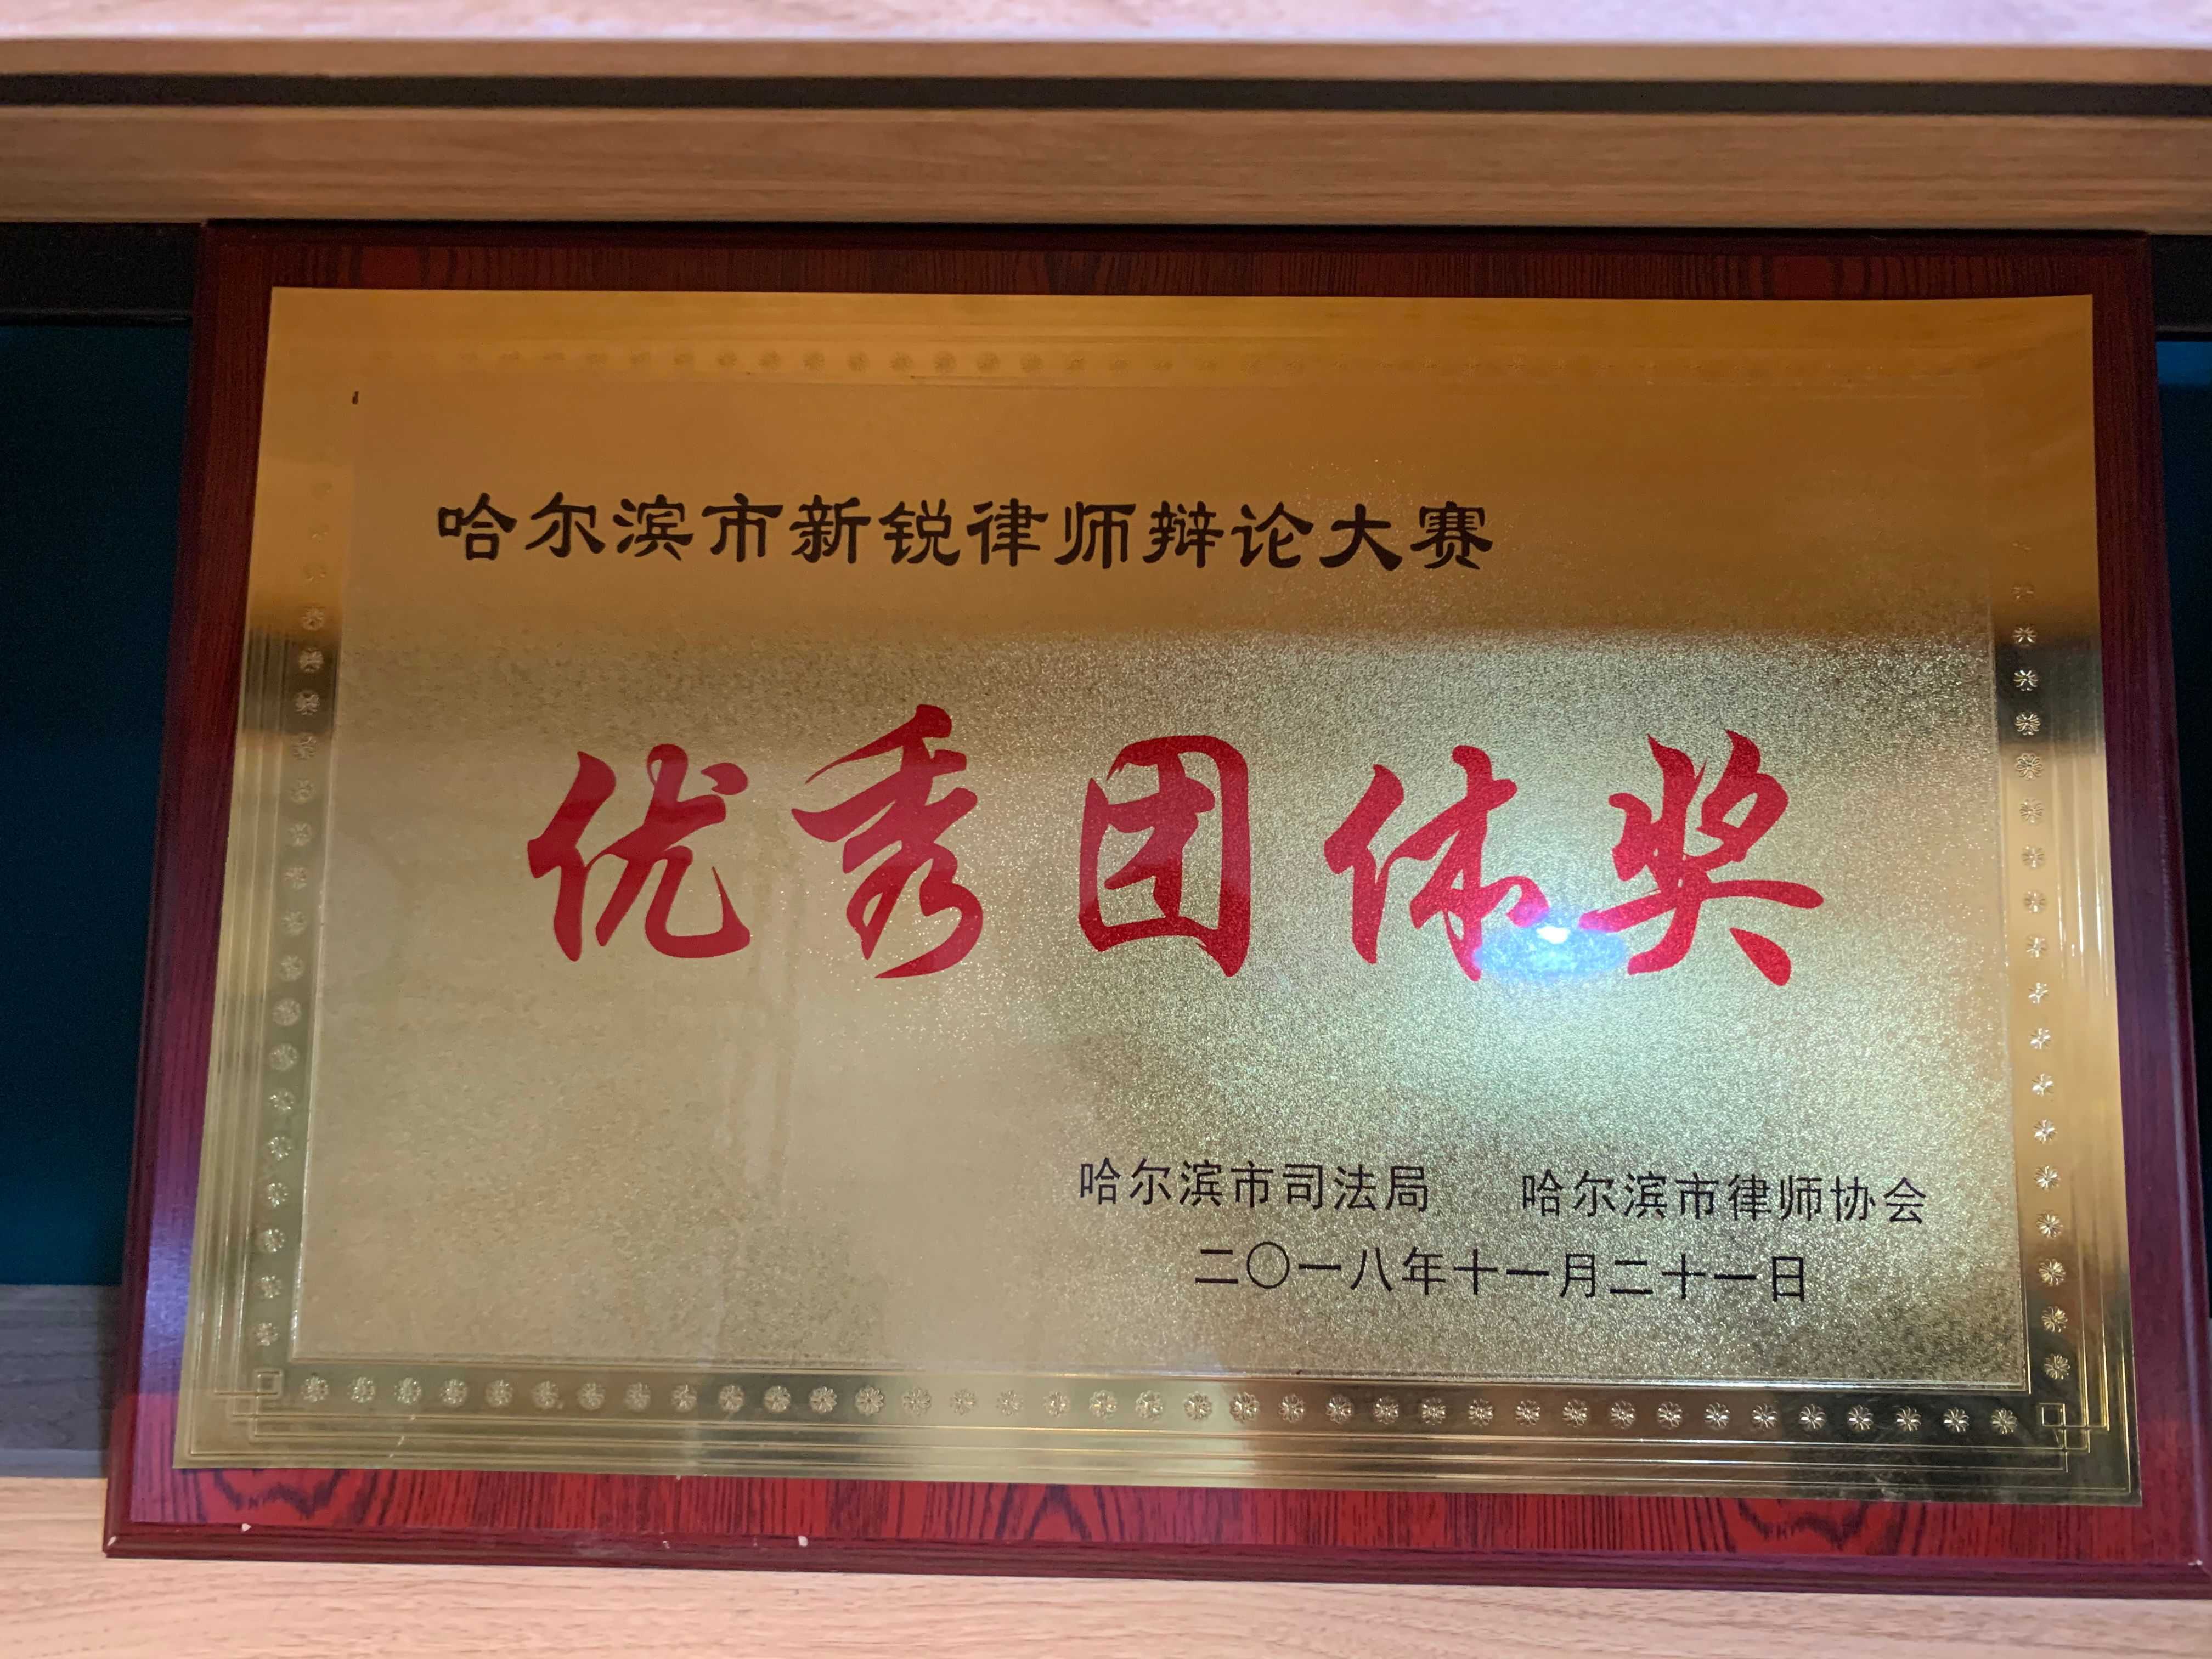 哈尔滨市新锐律师辩论大赛
优秀团体奖
哈尔滨市司法局 哈尔滨市律师协会
二〇一八年十一月二十一日